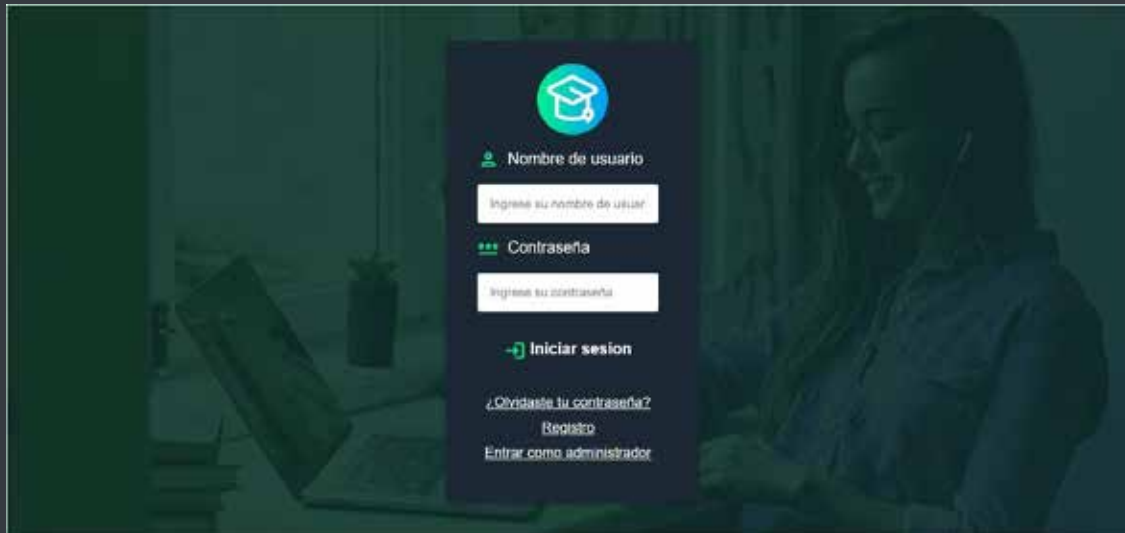 Nombre de usuario
Ingrese su nombre de usuar
Contraseña
Ingrese su contraseña
Iniciar sesion
¿Olvidaste tu contraseña?
Registro
Entrar como administrador